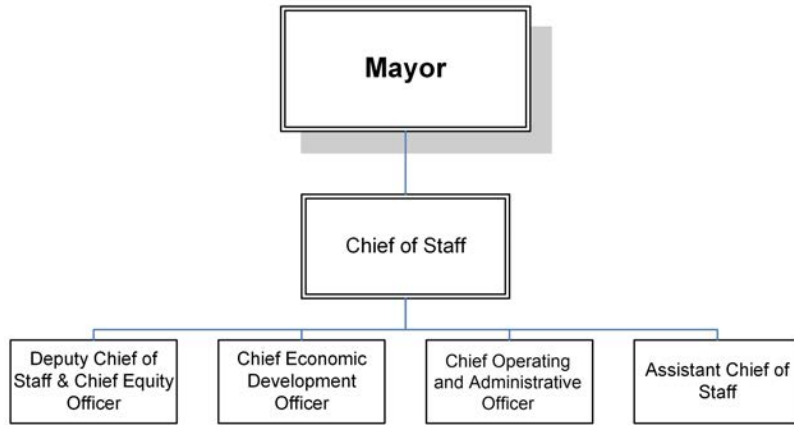 Mayor
Chief of Staff
Deputy Chief of
Staff & Chief Equity
Officer
Chief Economic
Development
Officer
Chief Operating
and Administrative
Officer
Assistant Chief of
Staff